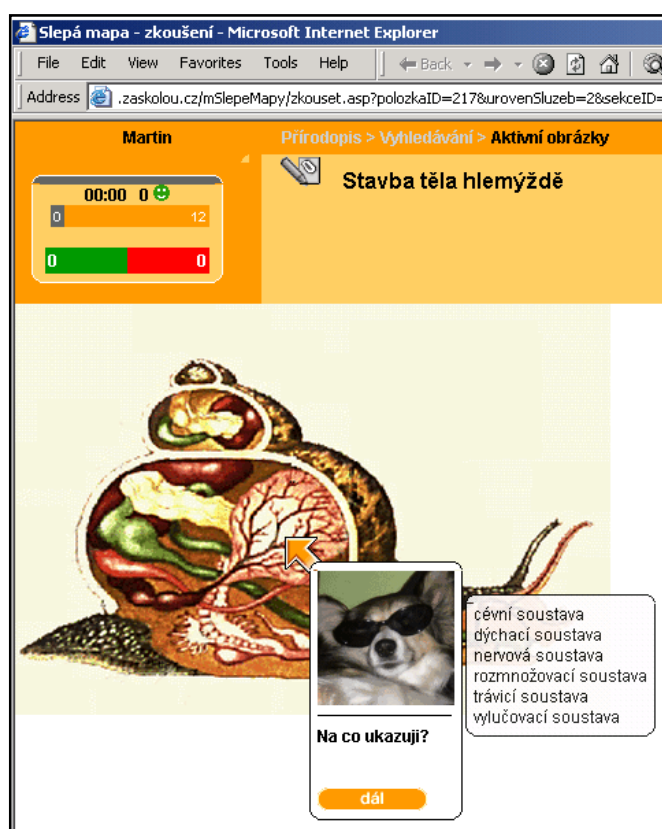 Slepá mapa - zkoušení - Microsoft Internet Explorer
File Edit View Favorites Tools Help Back
Address .zaskolou.cz/mSlepeMapy/zkouset.asp?polozkaID=217&urovenSluzeb=2&sekceID=
Martin Přírodopis > Vyhledávání > Aktivní obrázky
Stavba těla hlemýždě
00:00 0
0 12
0 0
cévní soustava
dýchací soustava
nervová soustava
rozmnožovací soustava
trávicí soustava
vylučovací soustava
Na co ukazuji?
dál